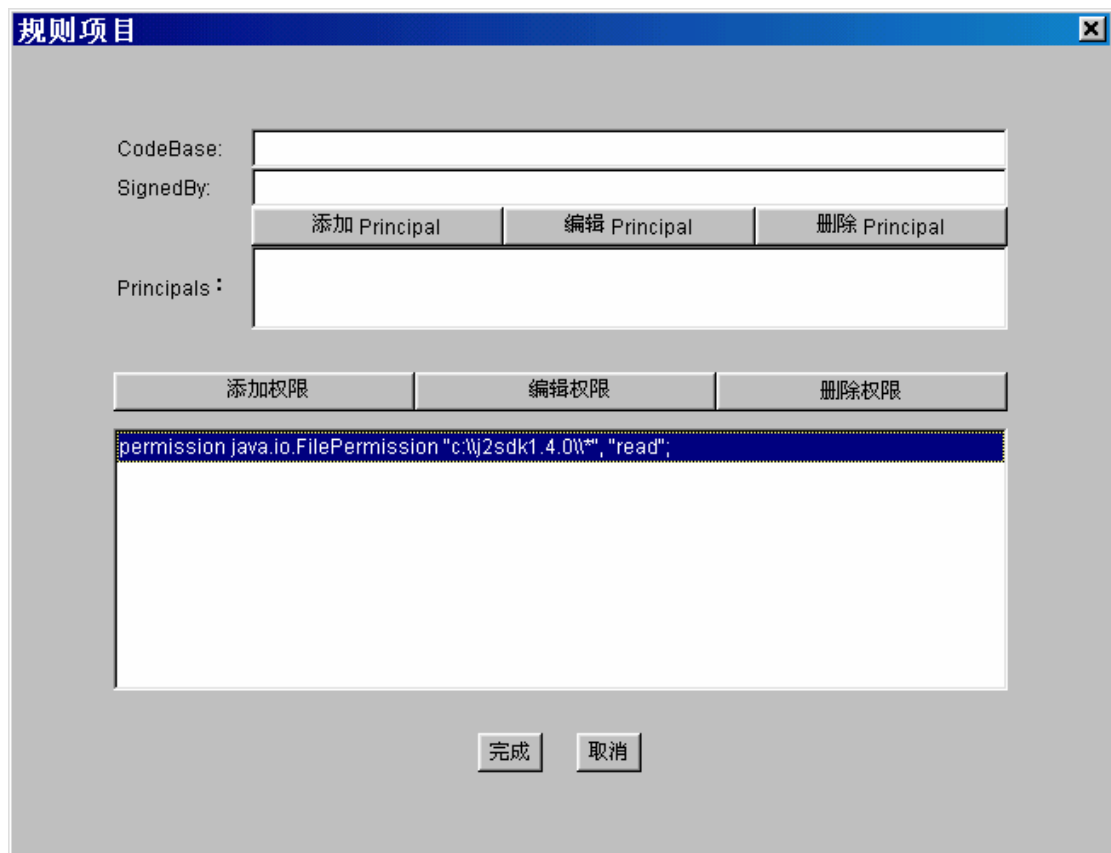 规则项目
CodeBase:
SignedBy:
添加 Principal 编辑 Principal 删除 Principal
Principals：
添加权限 编辑权限 删除权限
permission java.io.FilePermission "c:\\j2sdk1.4.0\\*", "read";
完成 取消